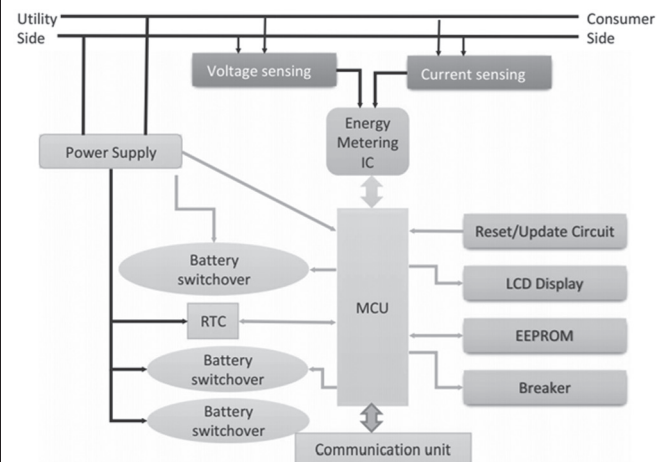 Utility
Side
Consumer
Side
Voltage sensing
Current sensing
Energy
Metering
IC
Power Supply
Reset/Update Circuit
Battery
switchover
LCD Display
MCU
RTC
EEPROM
Battery
switchover
Breaker
Battery
switchover
Communication unit